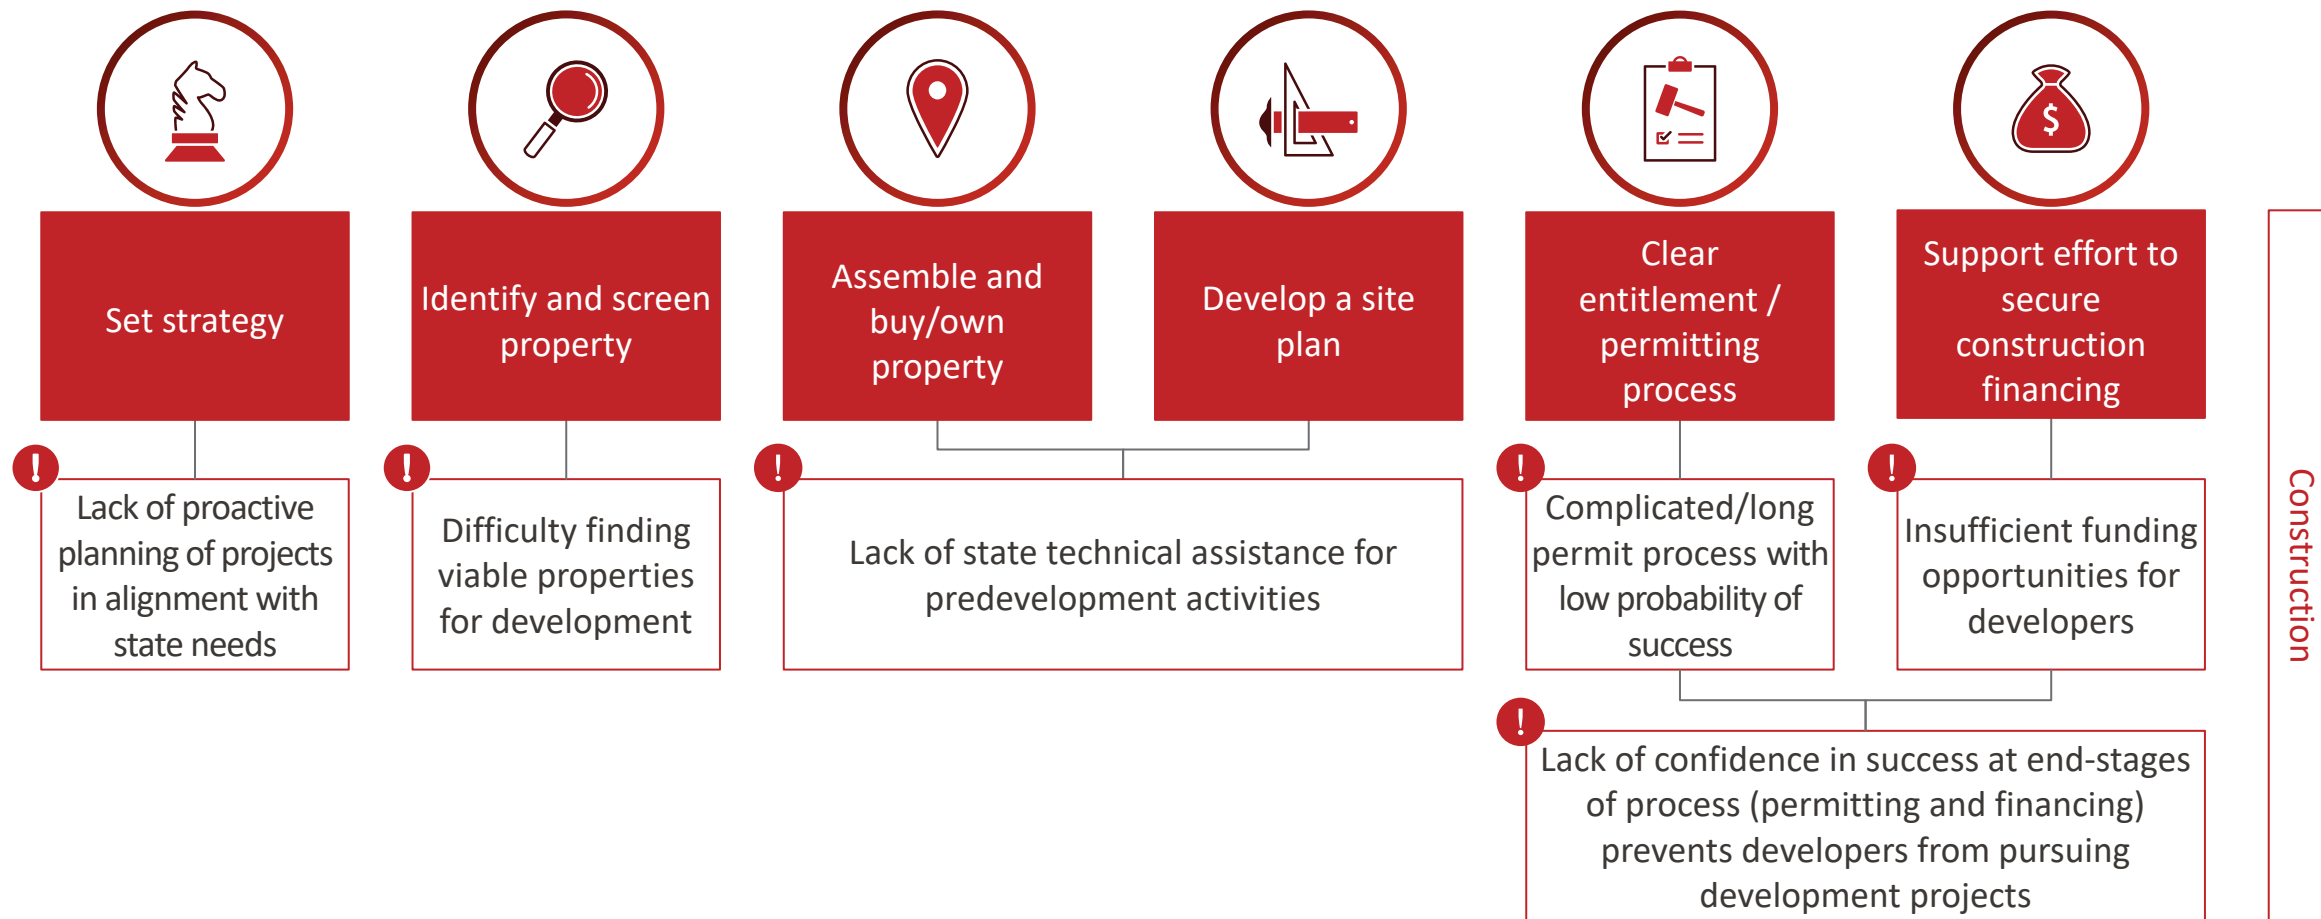 Set strategy
Identify and screen
property
Assemble and
buy/own
property
Develop a site
plan
Clear
entitlement /
permitting
process
$
Support effort to
secure
construction
financing
!
Lack of proactive
planning of projects
in alignment with
state needs
!
Difficulty finding
viable properties
for development
!
Lack of state technical assistance for
predevelopment activities
!
Complicated/long
permit process with
low probability of
success
!
Insufficient funding
opportunities for
developers
!
Lack of confidence in success at end-stages
of process (permitting and financing)
prevents developers from pursuing
development projects
Construction